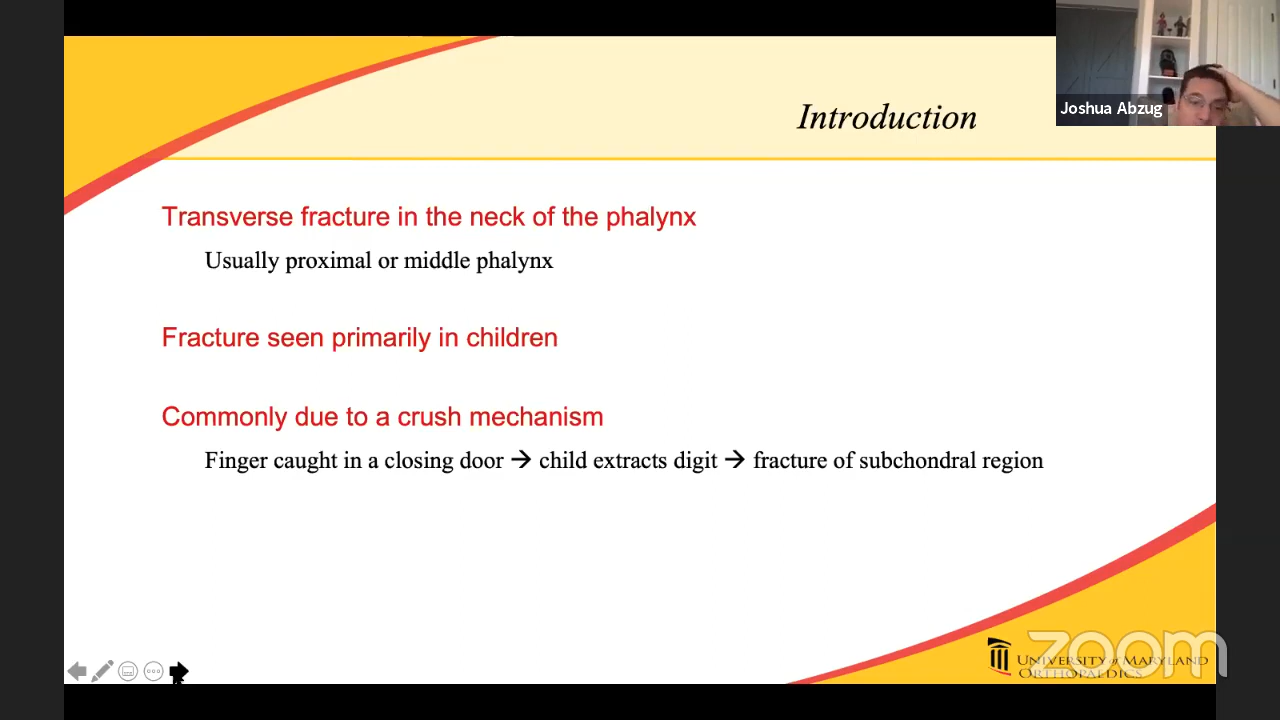 Joshua Abzug
Introduction
Transverse fracture in the neck of the phalynx
Usually proximal or middle phalynx
Fracture seen primarily in children
Commonly due to a crush mechanism
Finger caught in a closing door → child extracts digit → fracture of subchondral region
zoom
UNIVERSITY of MARYLAND
ORTHOPAEDICS